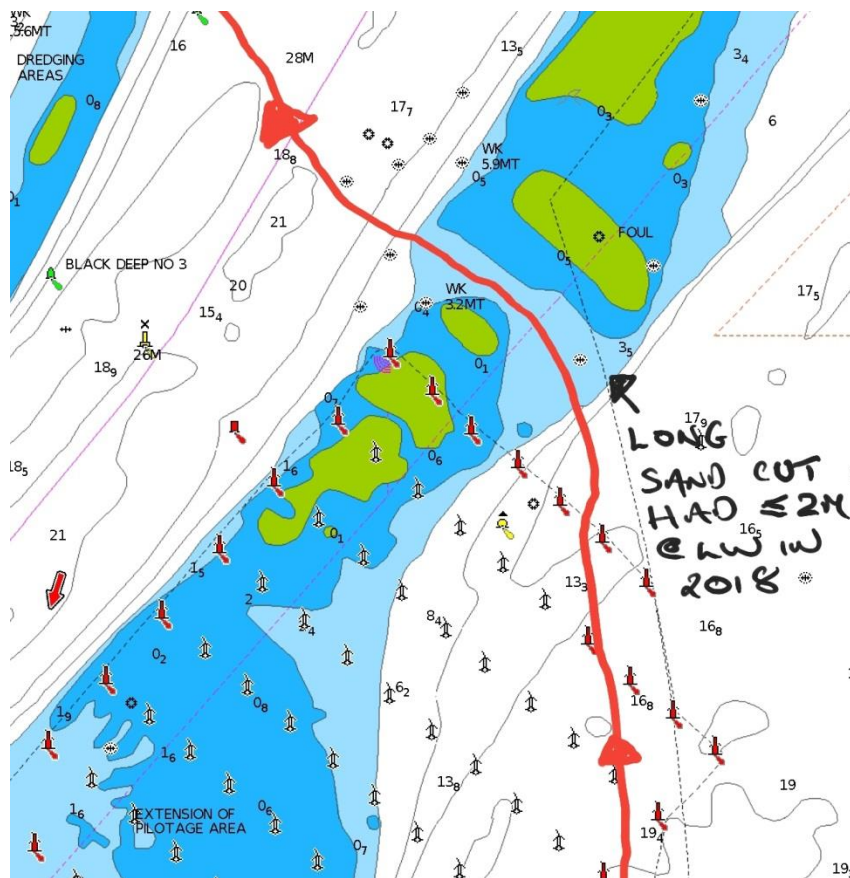 WK
5.6MT
DREDGING
AREAS
16
28M
13₅
3₄
0₈
17₇
0₃
6
18₈
WK
5.9MT
0₅
0₃
0₁
21
FOUL
BLACK DEEP NO 3
0₅
20
WK
3.2MT
17₅
15₄
0₄
26M
3₅
18₉
0₁
0₇
LONG
17₉
SAND CUT
HAD ≤2M
@ LW IN
2018
18₅
1₆
0₆
16₅
21
0₁
1₅
13₃
2
8₄
16₈
0₂
6₂
0₈
16₈
1₉
1₆
13₈
19
1₆
EXTENSION OF
PILOTAGE AREA
0₆
0₇
19₄
19